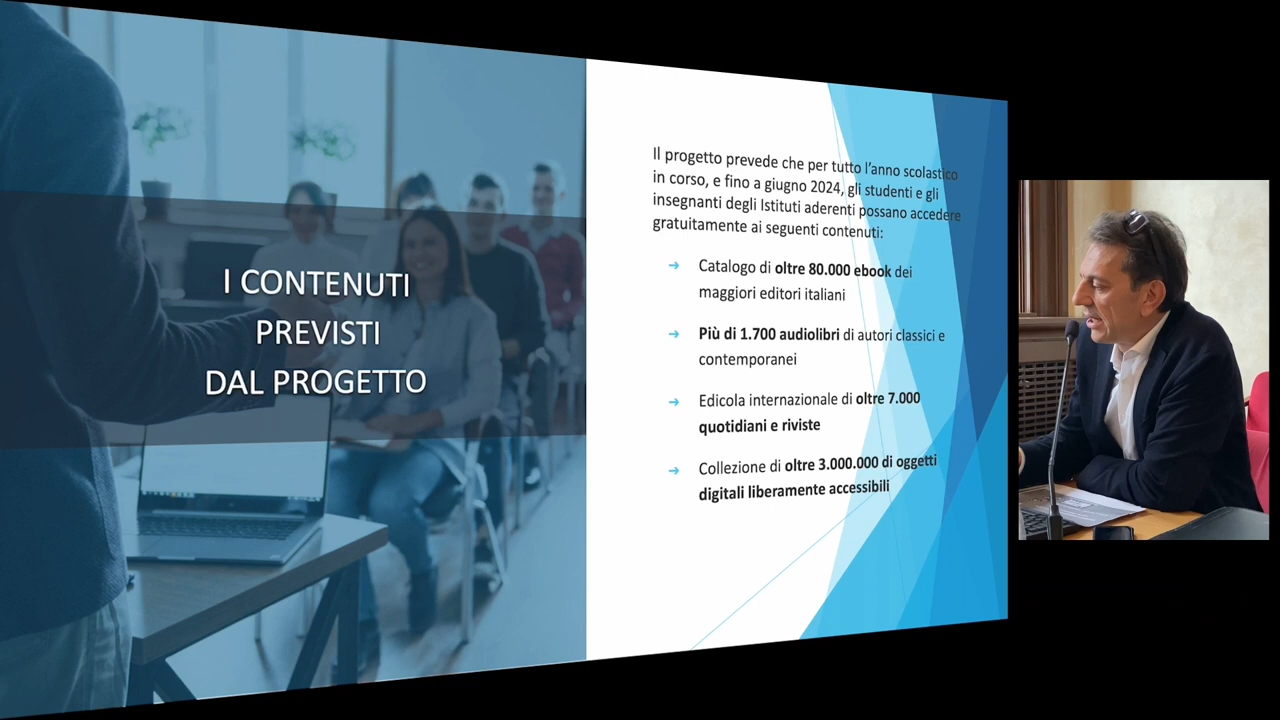 I CONTENUTI
PREVISTI
DAL PROGETTO
Il progetto prevede che per tutto l'anno scolastico
in corso, e fino a giugno 2024, gli studenti e gli
insegnanti degli Istituti aderenti possano accedere
gratuitamente ai seguenti contenuti:
➔ Catalogo di oltre 80.000 ebook dei
maggiori editori italiani
➔ Più di 1.700 audiolibri di autori classici e
contemporanei
➔ Edicola internazionale di oltre 7.000
quotidiani e riviste
➔ Collezione di oltre 3.000.000 di oggetti
digitali liberamente accessibili